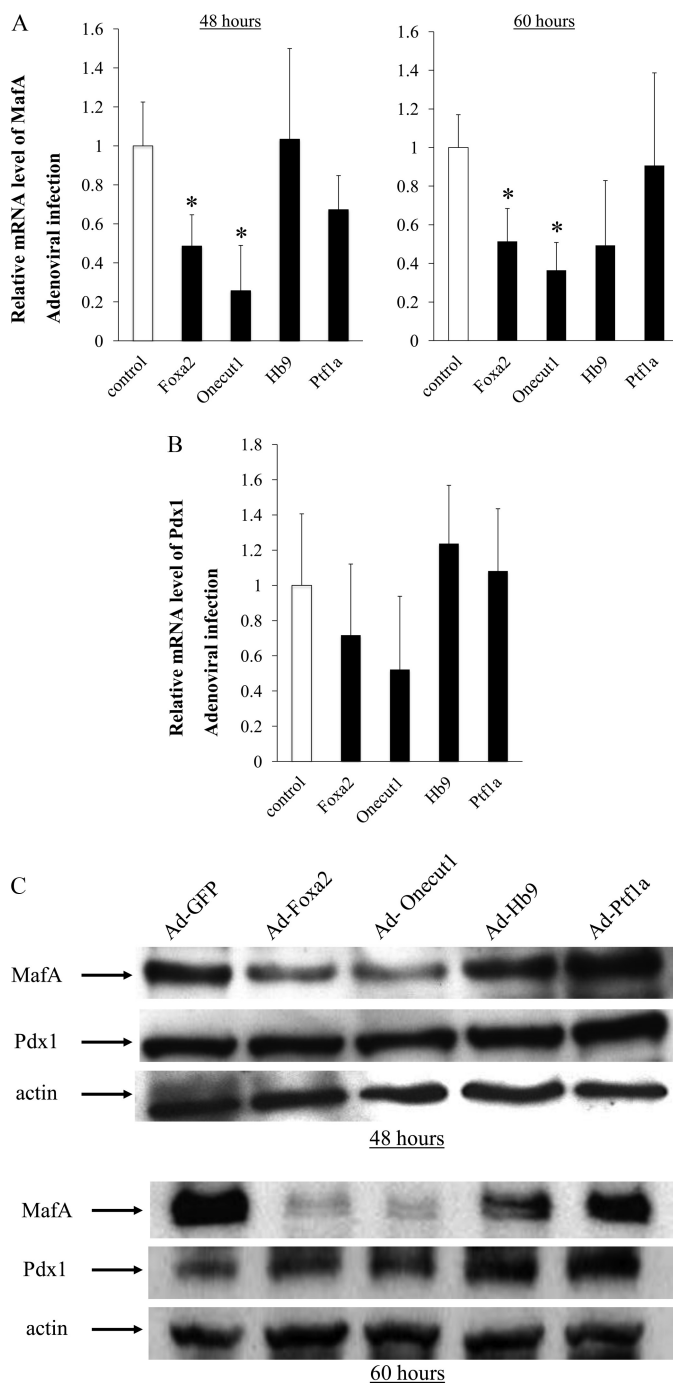 A
48 hours
60 hours
Relative mRNA level of MafA
Adenoviral infection
1.6
1.4
1.2
1
0.8
0.6
0.4
0.2
0
*
*
control
Foxa2
Onecut1
Hb9
Ptf1a
1.6
1.4
1.2
1
0.8
0.6
0.4
0.2
0
*
*
control
Foxa2
Onecut1
Hb9
Ptf1a
B
Relative mRNA level of Pdx1
Adenoviral infection
1.8
1.6
1.4
1.2
1
0.8
0.6
0.4
0.2
0
control
Foxa2
Onecut1
Hb9
Ptf1a
C
Ad-GFP
Ad-Foxa2
Ad- Onecut1
Ad-Hb9
Ad-Ptf1a
MafA
Pdx1
actin
48 hours
MafA
Pdx1
actin
60 hours